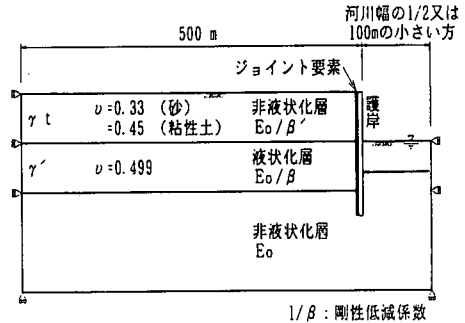 河川幅の1/2又は
100mの小さい方
500 m
ジョイント要素
護岸
γt
υ=0.33 (砂)
=0.45 (粘性土)
非液状化層
Eo/β´
γ´
υ=0.499
液状化層
Eo/β
非液状化層
Eo
1/β：剛性低減係数